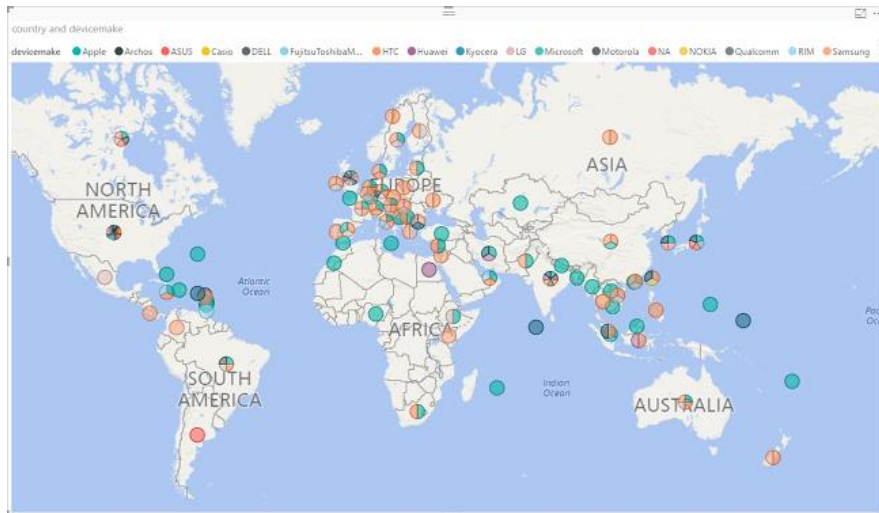 country and devicemake
devicemake Apple Archos ASUS Casio DELL FujitsuToshibaM... HTC Huawei Kyocera LG Microsoft Motorola NA NOKIA Qualcomm RIM Samsung
ASIA
EUROPE
NORTH
AMERICA
Atlantic
Ocean
AFRICA
SOUTH
AMERICA
Indian
Ocean
AUSTRALIA